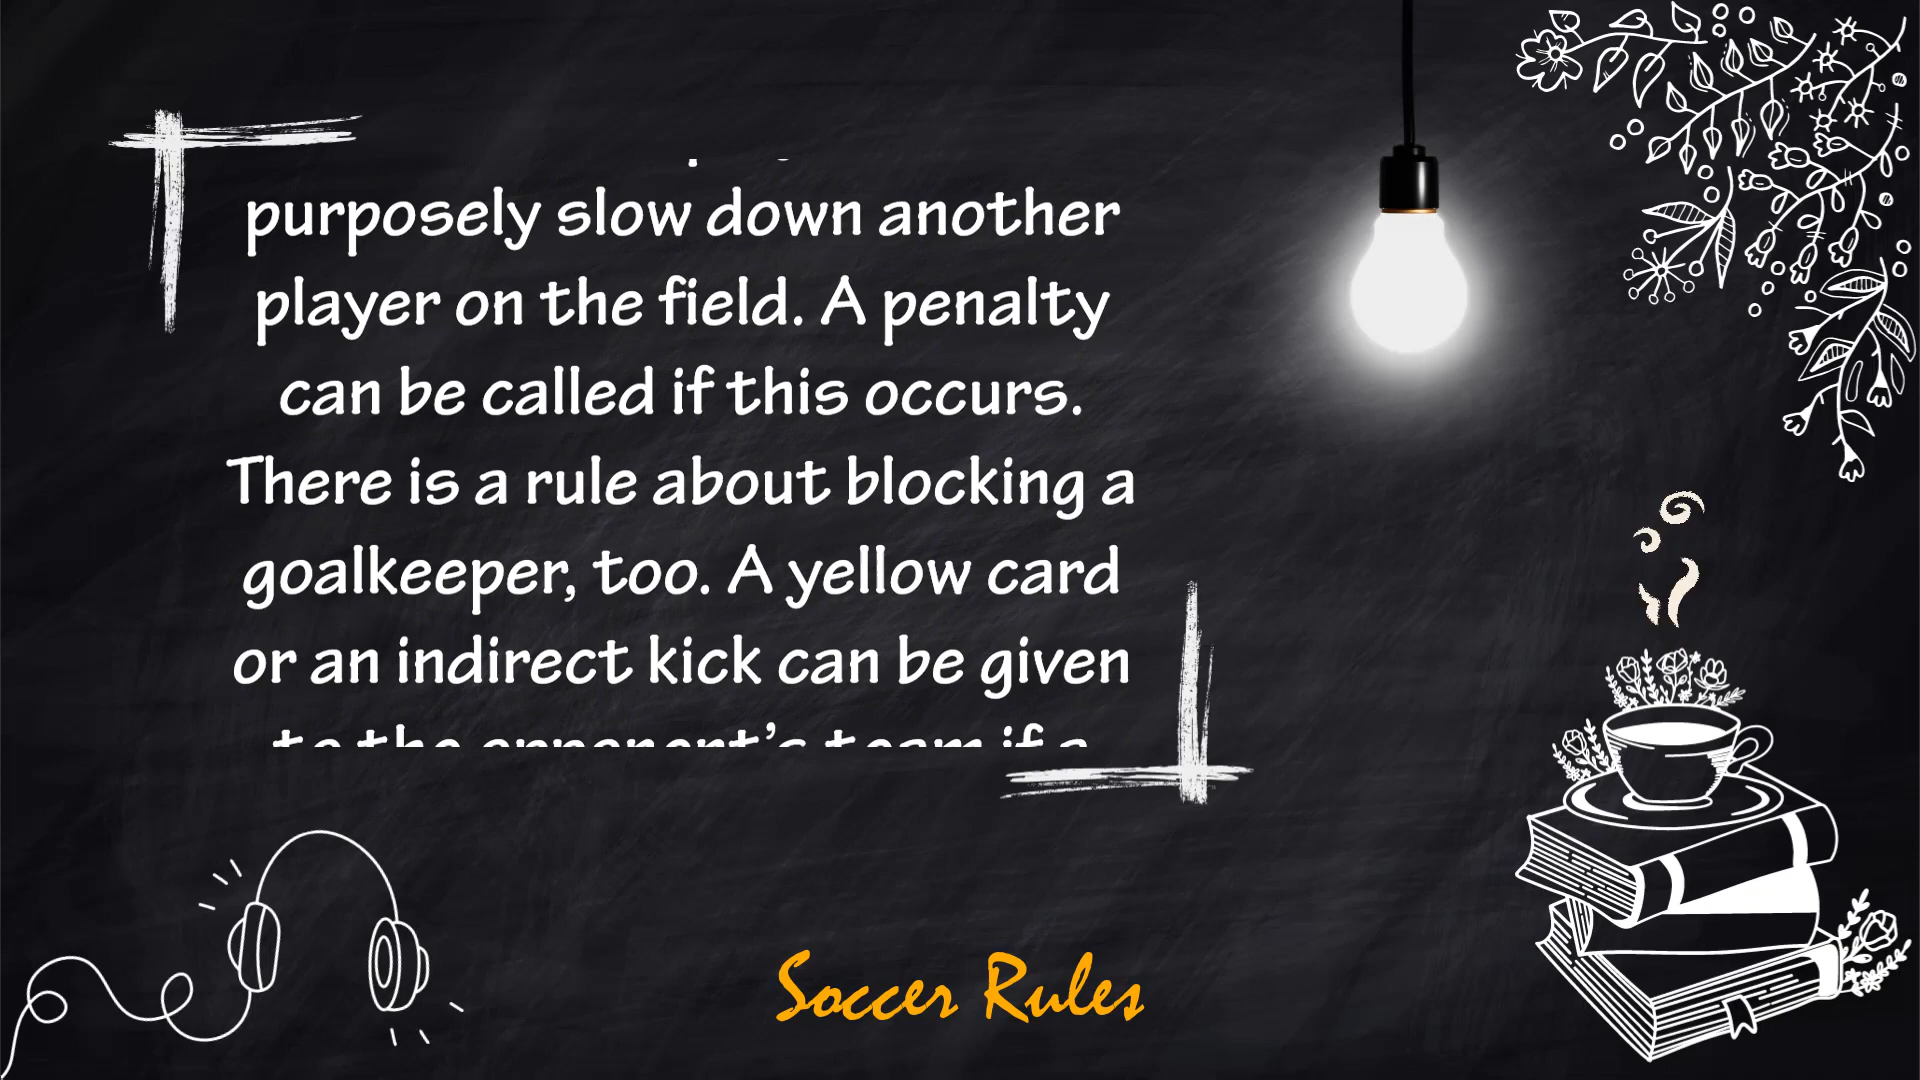 purposely slow down another
player on the field. A penalty
can be called if this occurs.
There is a rule about blocking a
goalkeeper, too. A yellow card
or an indirect kick can be given
to the opponent's team if a
Soccer Rules